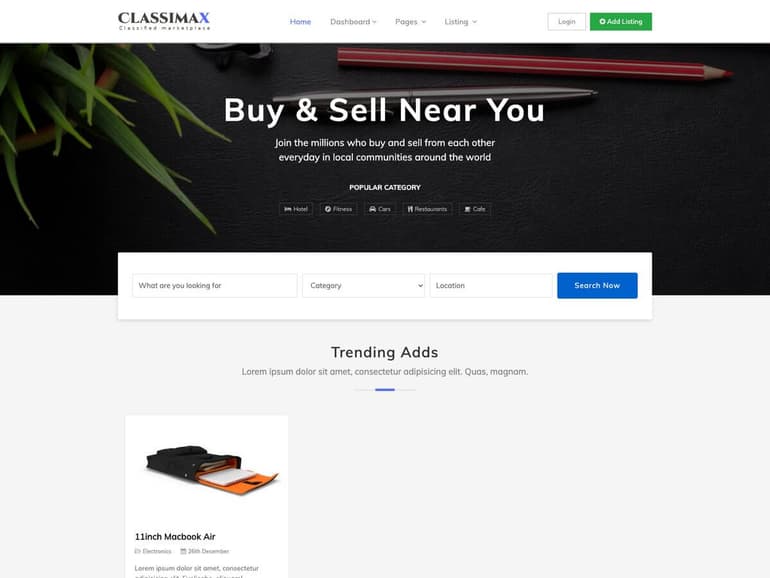 CLASSIMAX
Classified marketplace
Home
Dashboard
Pages
Listing
Login
Add Listing
Buy & Sell Near You
Join the millions who buy and sell from each other
everyday in local communities around the world
POPULAR CATEGORY
Hotel
Fitness
Cars
Restaurants
Cafe
What are you looking for
Category
Location
Search Now
Trending Adds
Lorem ipsum dolor sit amet, consectetur adipisicing elit. Quas, magnam.
11inch Macbook Air
Electronics
26th December
Lorem ipsum dolor sit amet, consectetur